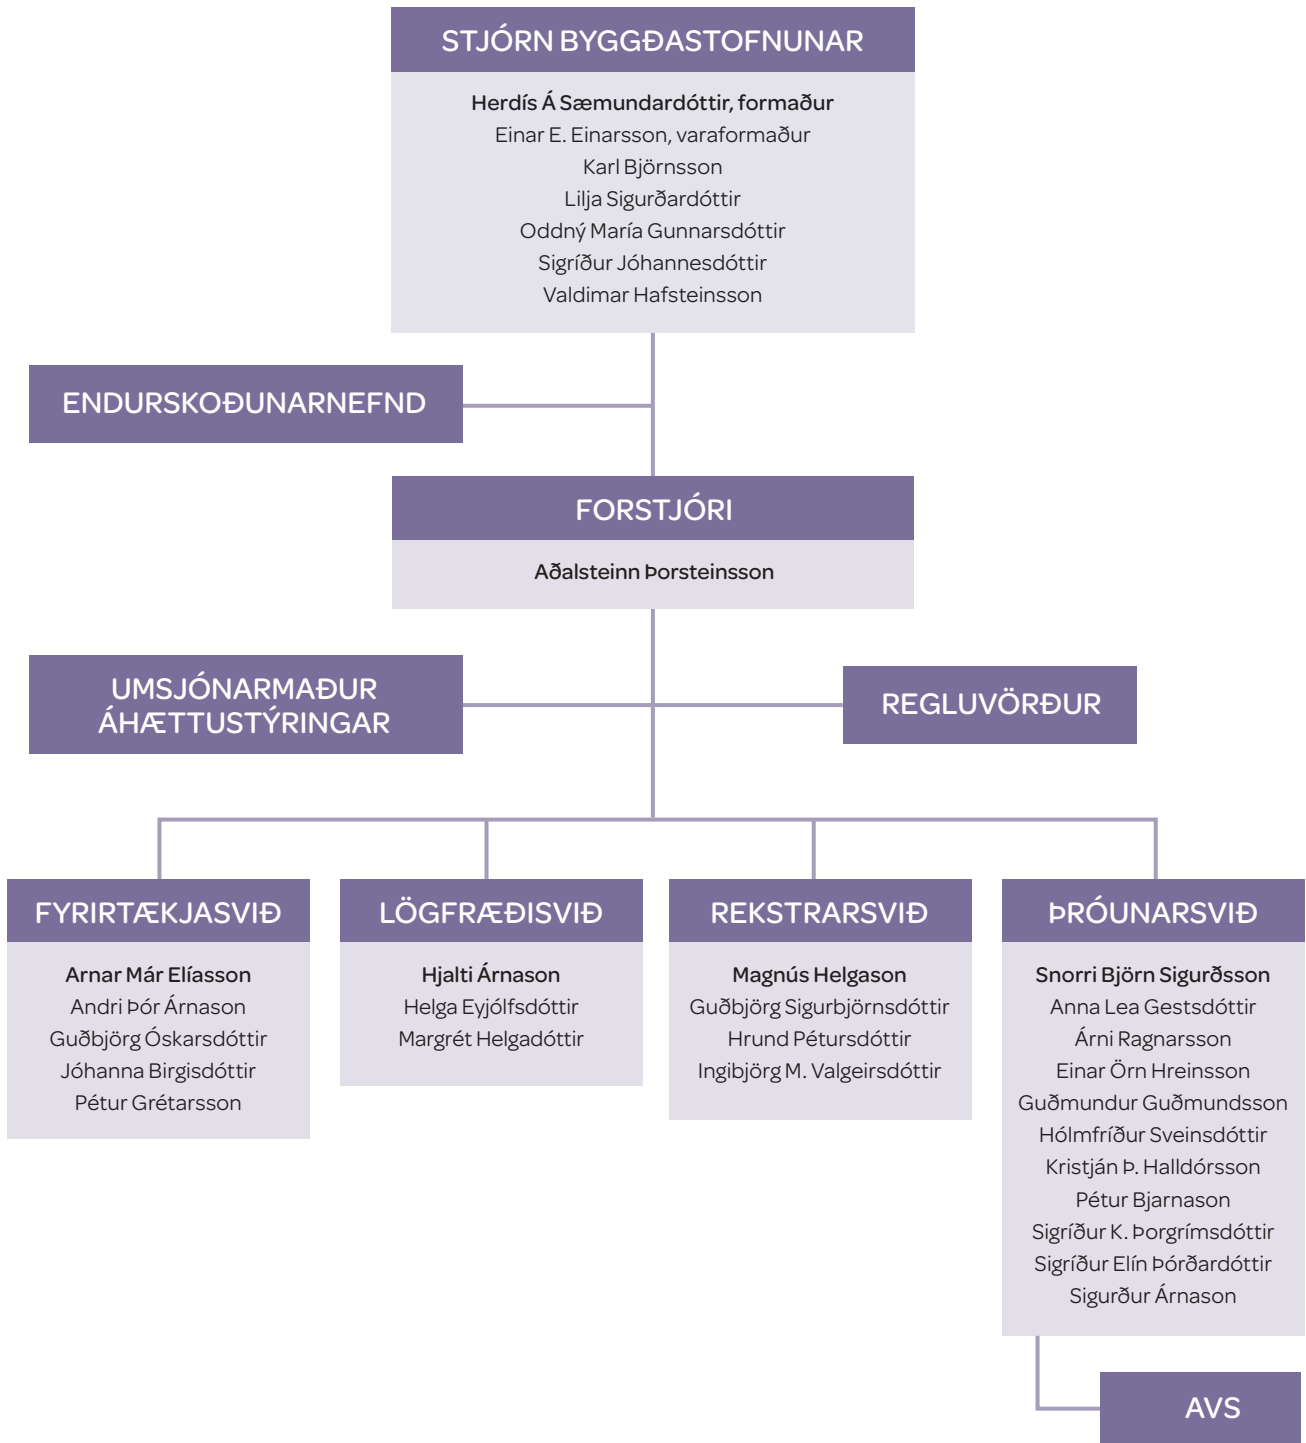 STJÓRN BYGGÐASTOFNUNAR
Herdís Á Sæmundardóttir, formaður
Einar E. Einarsson, varaformaður
Karl Björnsson
Lilja Sigurðardóttir
Oddný María Gunnarsdóttir
Sigríður Jóhannesdóttir
Valdimar Hafsteinsson
ENDURSKOÐUNARNEFND
FORSTJÓRI
Aðalsteinn Þorsteinsson
UMSJÓNARMAÐUR
ÁHÆTTUSTÝRINGAR
REGLUVÖRÐUR
FYRIRTÆKJASVIÐ
Arnar Már Elíasson
Andri Þór Árnason
Guðbjörg Óskarsdóttir
Jóhanna Birgisdóttir
Pétur Grétarsson
LÖGFRÆÐISVIÐ
Hjalti Árnason
Helga Eyjólfsdóttir
Margrét Helgadóttir
REKSTRARSVIÐ
Magnús Helgason
Guðbjörg Sigurbjörnsdóttir
Hrund Pétursdóttir
Ingibjörg M. Valgeirsdóttir
ÞRÓUNARSVIÐ
Snorri Björn Sigurðsson
Anna Lea Gestsdóttir
Árni Ragnarsson
Einar Örn Hreinsson
Guðmundur Guðmundsson
Hólmfríður Sveinsdóttir
Kristján Þ. Halldórsson
Pétur Bjarnason
Sigríður K. Þorgrímsdóttir
Sigríður Elín Þórðardóttir
Sigurður Árnason
AVS